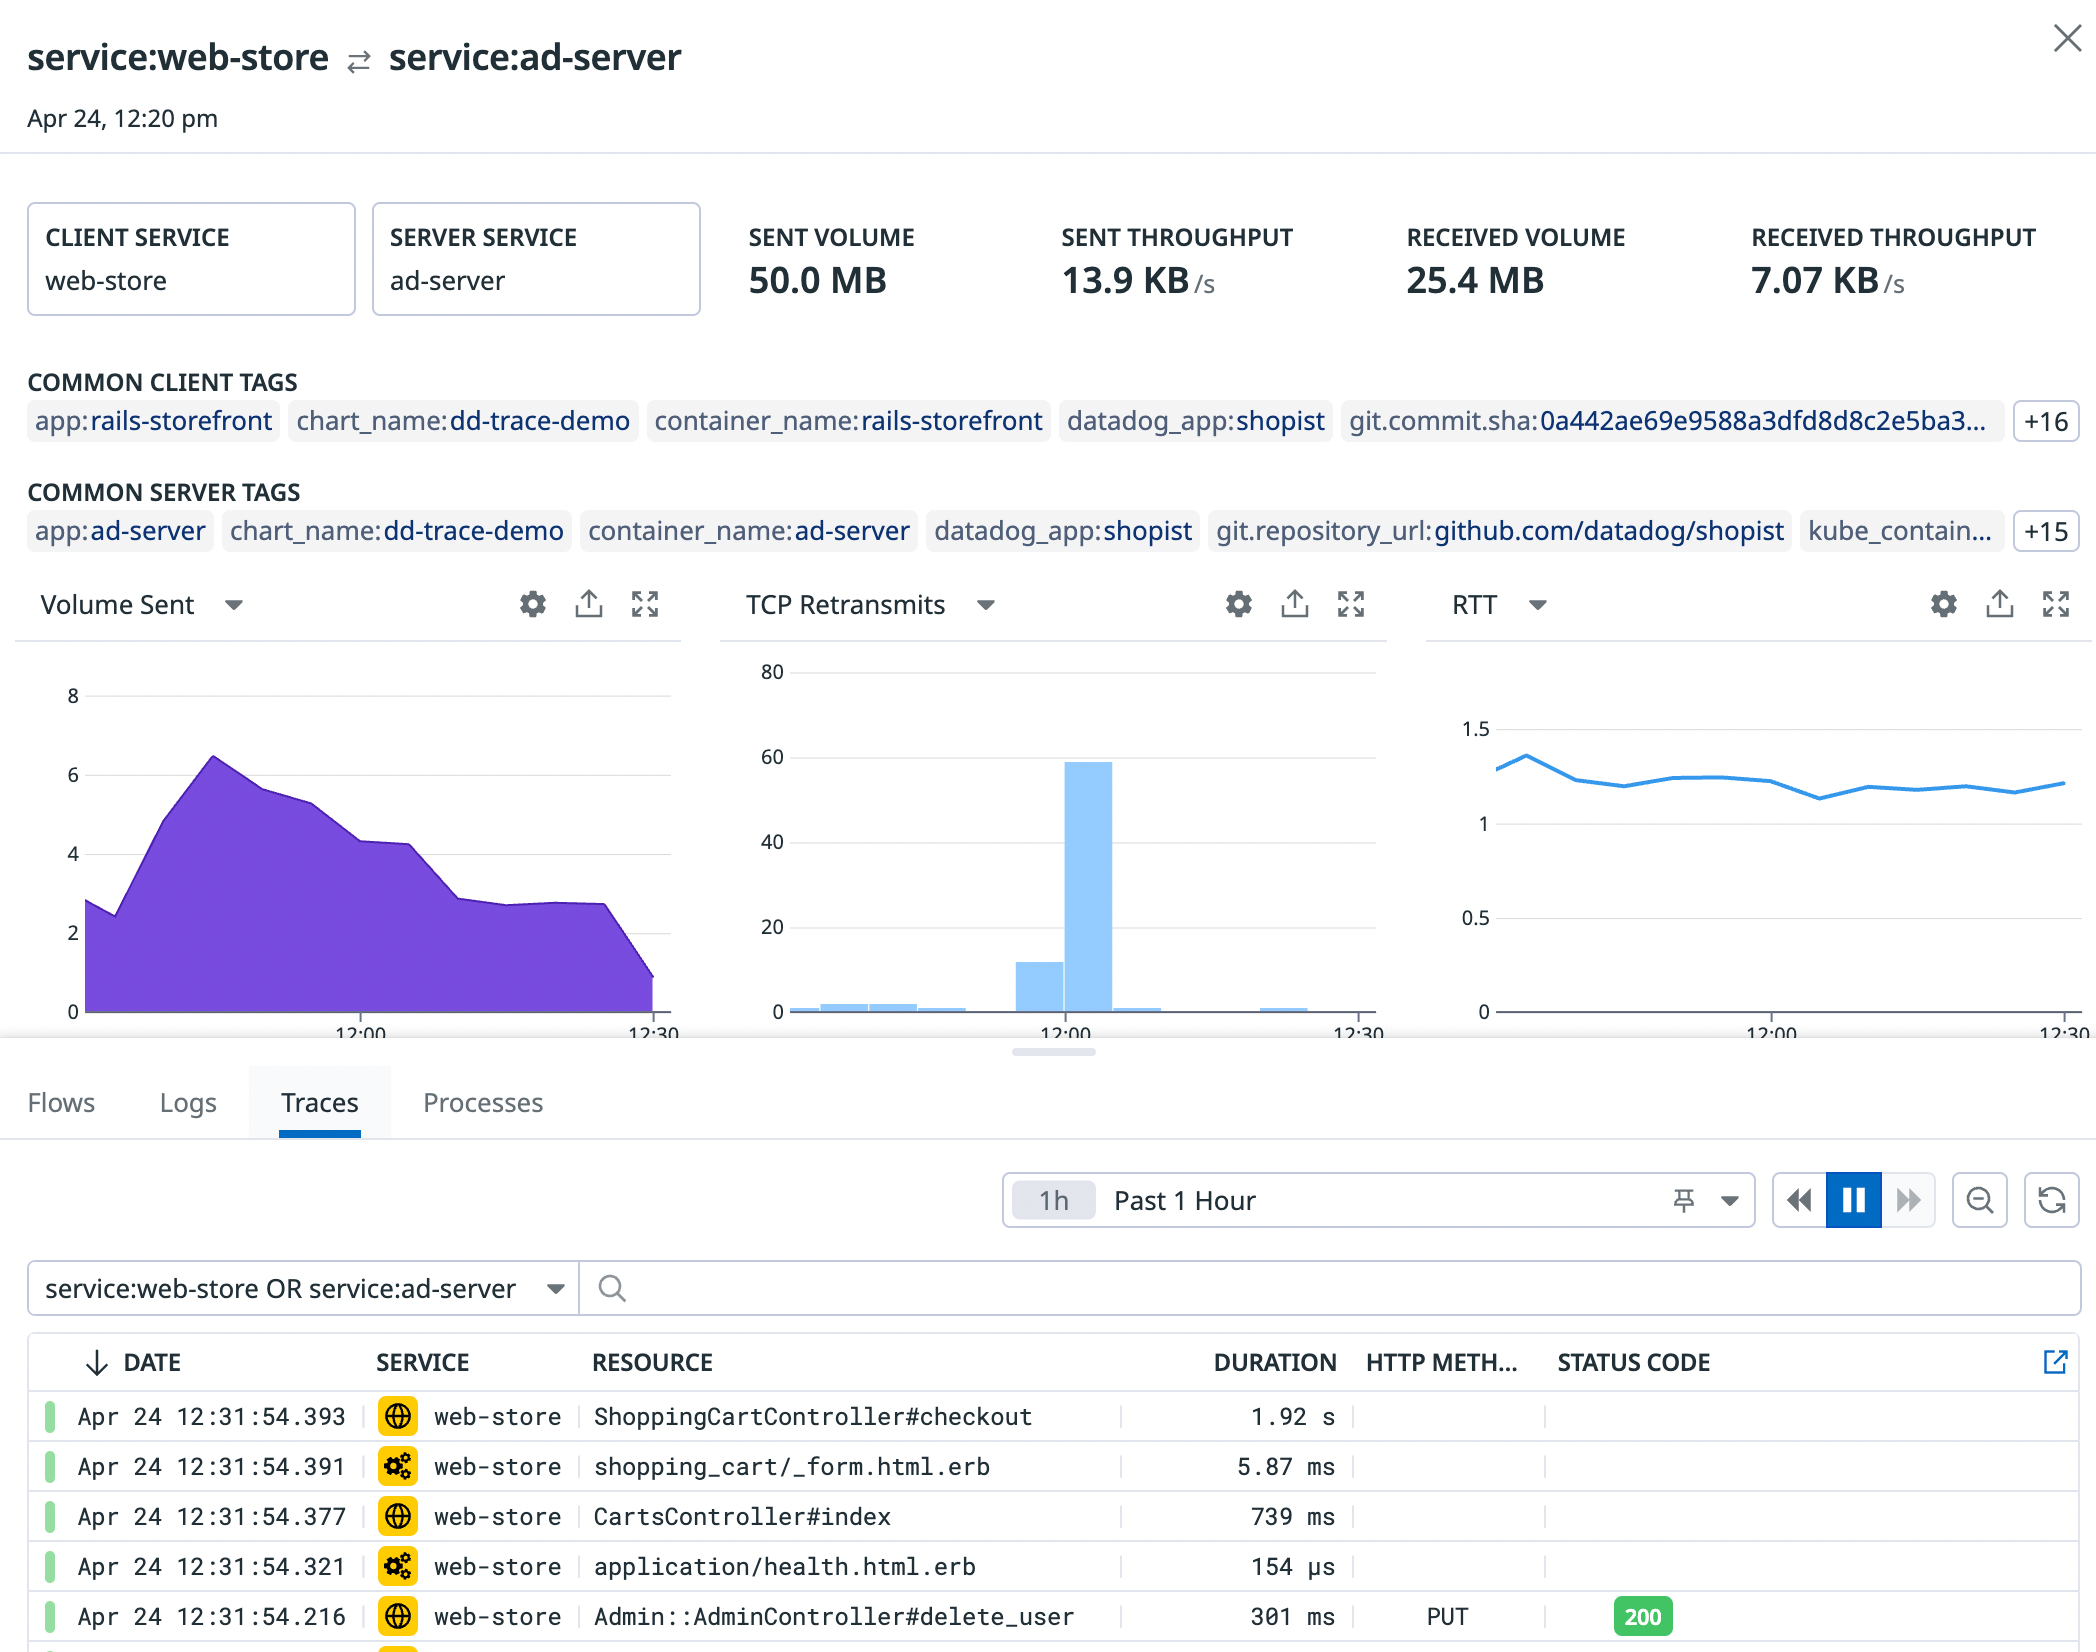 service:web-store ⇄ service:ad-server
Apr 24, 12:20 pm
CLIENT SERVICE
web-store
SERVER SERVICE
ad-server
SENT VOLUME
50.0 MB
SENT THROUGHPUT
13.9 KB/s
RECEIVED VOLUME
25.4 MB
RECEIVED THROUGHPUT
7.07 KB/s
COMMON CLIENT TAGS
app:rails-storefront chart_name:dd-trace-demo container_name:rails-storefront datadog_app:shopist git.commit.sha:0a442ae69e9588a3dfd8d8c2e5ba3... +16
COMMON SERVER TAGS
app:ad-server chart_name:dd-trace-demo container_name:ad-server datadog_app:shopist git.repository_url:github.com/datadog/shopist kube_contain... +15
Volume Sent
8
6
4
2
0
12:00 12:30
TCP Retransmits
80
60
40
20
0
12:00 12:30
RTT
1.5
1
0.5
0
12:00 12:30
Flows Logs Traces Processes
1h Past 1 Hour
service:web-store OR service:ad-server
DATE SERVICE RESOURCE DURATION HTTP METH... STATUS CODE
Apr 24 12:31:54.393 web-store ShoppingCartController#checkout 1.92 s
Apr 24 12:31:54.391 web-store shopping_cart/_form.html.erb 5.87 ms
Apr 24 12:31:54.377 web-store CartsController#index 739 ms
Apr 24 12:31:54.321 web-store application/health.html.erb 154 µs
Apr 24 12:31:54.216 web-store Admin::AdminController#delete_user 301 ms PUT 200